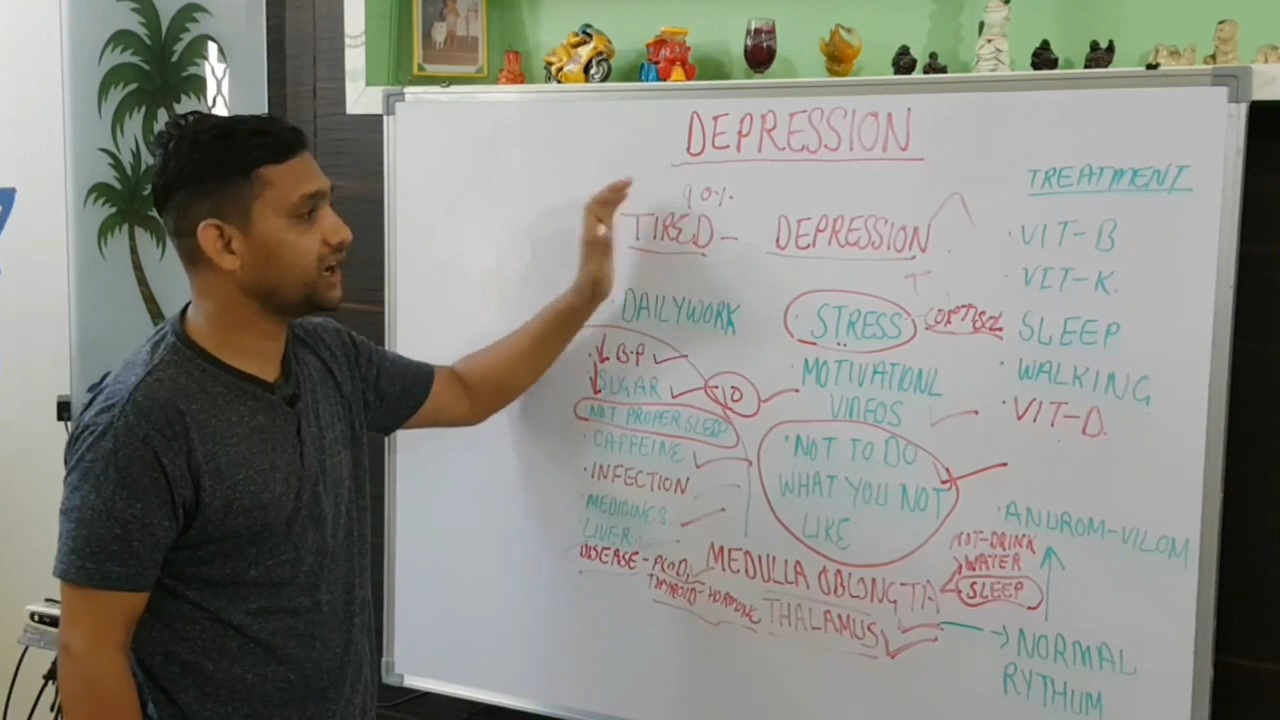 DEPRESSION
90%
TIRED - DEPRESSION
DAILYWORK
↓ B.P
↓ SUGAR
10
NOT PROPER SLEEP
CAFFEINE
INFECTION
MEDICINES
LIVER
DISEASE - PCOD,
THYROID - HORMONE
STRESS
MOTIVATIONL
VIDEOS
NOT TO DO
WHAT YOU NOT
LIKE
MEDULLA OBLONGTA
THALAMUS
NOT-DRINK
WATER
SLEEP
TREATMENT
VIT-B
VIT-K.
SLEEP
WALKING
VIT-D.
ANUROM-VILOM
NORMAL
RYTHUM